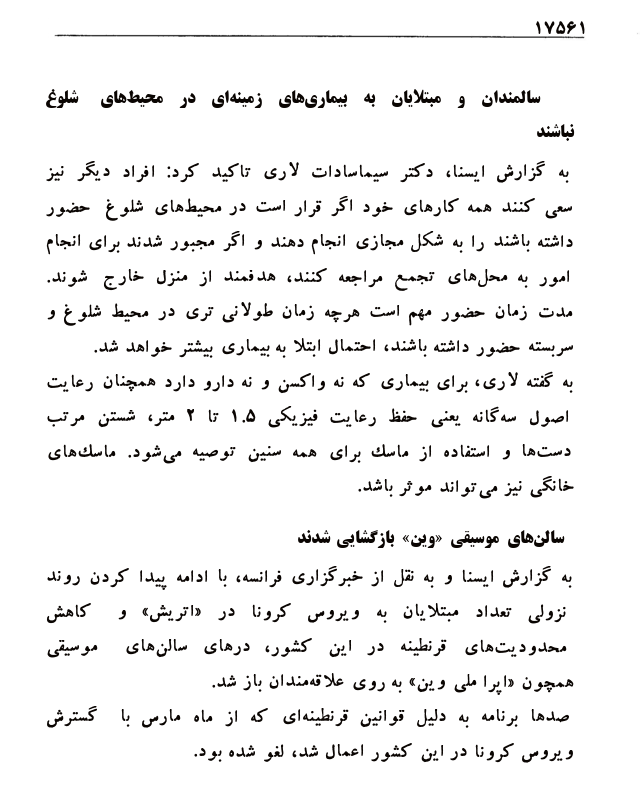 ۱۷۵۶۱
سالمندان و مبتلایان به بیماری‌های زمینه‌ای در محیط‌های شلوغ
نباشند
به گزارش ایسنا، دکتر سیماسادات لاری تاکید کرد: افراد دیگر نیز
سعی کنند همه کارهای خود اگر قرار است در محیط‌های شلوغ حضور
داشته باشند را به شکل مجازی انجام دهند و اگر مجبور شدند برای انجام
امور به محل‌های تجمع مراجعه کنند، هدفمند از منزل خارج شوند.
مدت زمان حضور مهم است هرچه زمان طولانی تری در محیط شلوغ و
سربسته حضور داشته باشند، احتمال ابتلا به بیماری بیشتر خواهد شد.
به گفته لاری، برای بیماری که نه واکسن و نه دارو دارد همچنان رعایت
اصول سه‌گانه یعنی حفظ رعایت فیزیکی ۱.۵ تا ۲ متر، شستن مرتب
دست‌ها و استفاده از ماسك برای همه سنین توصیه می‌شود. ماسك‌های
خانگی نیز می‌تواند موثر باشد.
سالن‌های موسیقی «وین» بازگشایی شدند
به گزارش ایسنا و به نقل از خبرگزاری فرانسه، با ادامه پیدا کردن روند
نزولی تعداد مبتلایان به ویروس کرونا در «اتریش» و کاهش
محدودیت‌های قرنطینه در این کشور، درهای سالن‌های موسیقی
همچون «اپرا ملی وین» به روی علاقه‌مندان باز شد.
صدها برنامه به دلیل قوانین قرنطینه‌ای که از ماه مارس با گسترش
ویروس کرونا در این کشور اعمال شد، لغو شده بود.